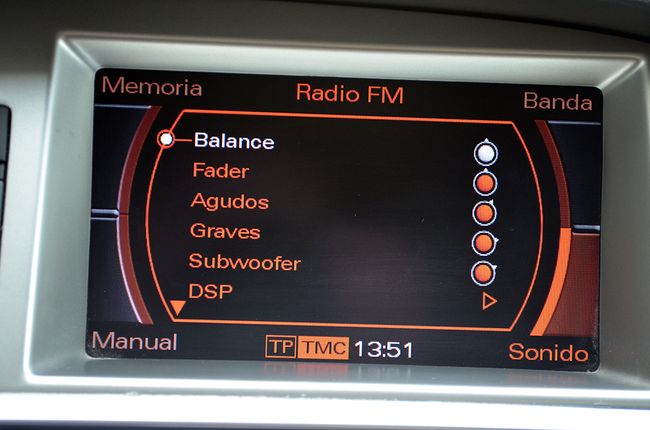 Memoria
Radio FM
Banda
Balance
Fader
Agudos
Graves
Subwoofer
DSP
Manual
TP TMC 13:51
Sonido